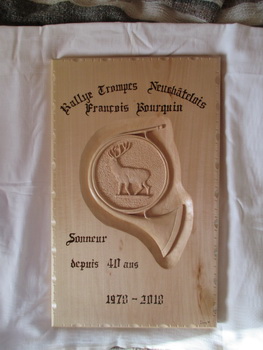 Rallye Trompes Neuchâtelois
François Bourquin
Sonneur
depuis 40 ans
1978 - 2018